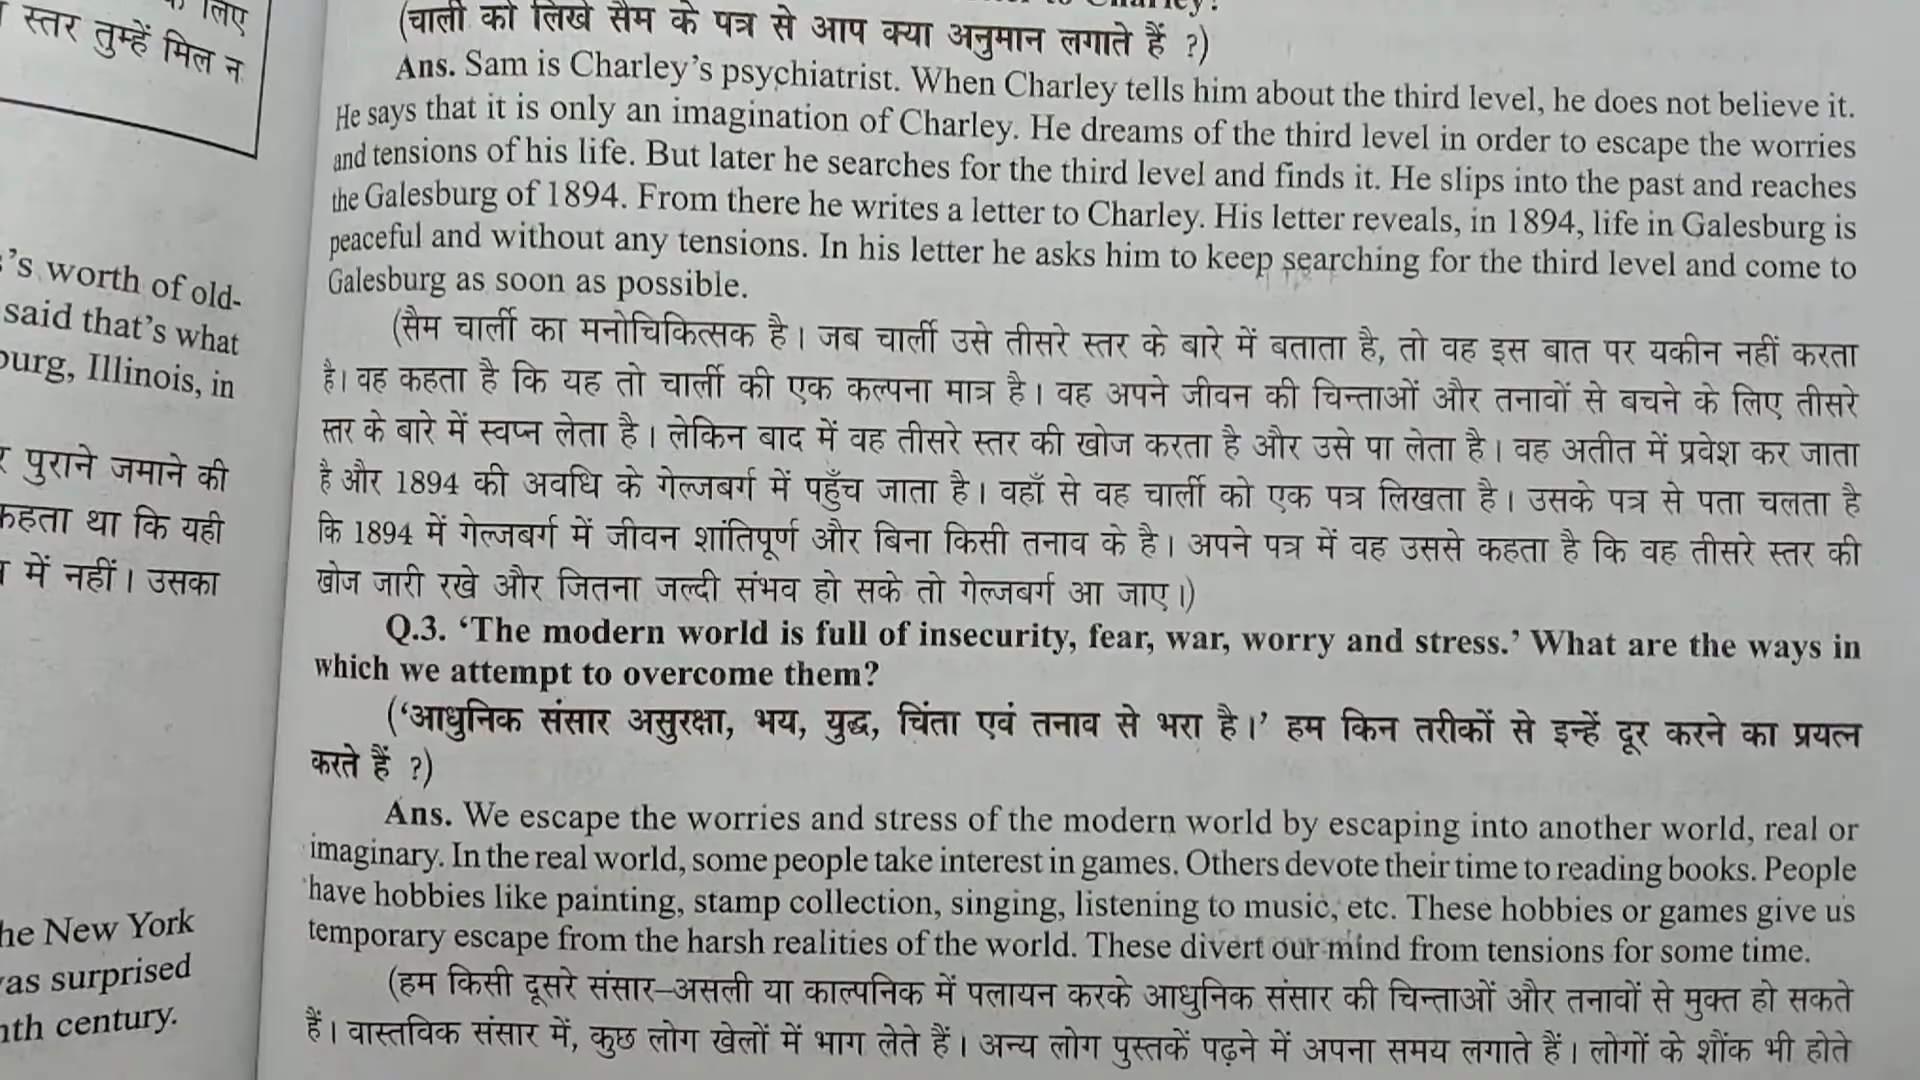 लिए
स्तर तुम्हें मिल न
's worth of old-
said that's what
burg, Illinois, in
पुराने जमाने की
कहता था कि यही
में नहीं। उसका
he New York
as surprised
nth century.
(चार्ली को लिखे सैम के पत्र से आप क्या अनुमान लगाते हैं ?)
Ans. Sam is Charley's psychiatrist. When Charley tells him about the third level, he does not believe it.
He says that it is only an imagination of Charley. He dreams of the third level in order to escape the worries
and tensions of his life. But later he searches for the third level and finds it. He slips into the past and reaches
the Galesburg of 1894. From there he writes a letter to Charley. His letter reveals, in 1894, life in Galesburg is
peaceful and without any tensions. In his letter he asks him to keep searching for the third level and come to
Galesburg as soon as possible.
(सैम चार्ली का मनोचिकित्सक है। जब चार्ली उसे तीसरे स्तर के बारे में बताता है, तो वह इस बात पर यकीन नहीं करता
है। वह कहता है कि यह तो चार्ली की एक कल्पना मात्र है। वह अपने जीवन की चिन्ताओं और तनावों से बचने के लिए तीसरे
स्तर के बारे में स्वप्न लेता है। लेकिन बाद में वह तीसरे स्तर की खोज करता है और उसे पा लेता है। वह अतीत में प्रवेश कर जाता
है और 1894 की अवधि के गेल्जबर्ग में पहुँच जाता है। वहाँ से वह चार्ली को एक पत्र लिखता है। उसके पत्र से पता चलता है
कि 1894 में गेल्जबर्ग में जीवन शांतिपूर्ण और बिना किसी तनाव के है। अपने पत्र में वह उससे कहता है कि वह तीसरे स्तर की
खोज जारी रखे और जितना जल्दी संभव हो सके तो गेल्जबर्ग आ जाए।)
Q.3. 'The modern world is full of insecurity, fear, war, worry and stress.' What are the ways in
which we attempt to overcome them?
('आधुनिक संसार असुरक्षा, भय, युद्ध, चिंता एवं तनाव से भरा है।' हम किन तरीकों से इन्हें दूर करने का प्रयत्न
करते हैं ?)
Ans. We escape the worries and stress of the modern world by escaping into another world, real or
imaginary. In the real world, some people take interest in games. Others devote their time to reading books. People
have hobbies like painting, stamp collection, singing, listening to music, etc. These hobbies or games give us
temporary escape from the harsh realities of the world. These divert our mind from tensions for some time.
(हम किसी दूसरे संसार–असली या काल्पनिक में पलायन करके आधुनिक संसार की चिन्ताओं और तनावों से मुक्त हो सकते
हैं। वास्तविक संसार में, कुछ लोग खेलों में भाग लेते हैं। अन्य लोग पुस्तकें पढ़ने में अपना समय लगाते हैं। लोगों के शौंक भी होते